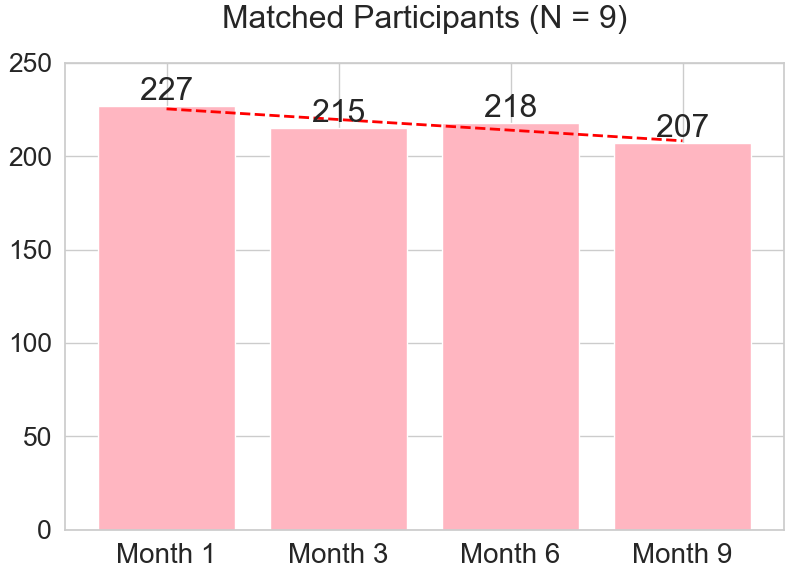 Matched Participants (N = 9)
250
200
150
100
50
0
227
215
218
207
Month 1
Month 3
Month 6
Month 9